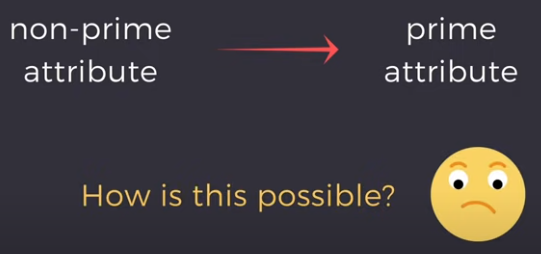 non-prime
attribute
prime
attribute
How is this possible?